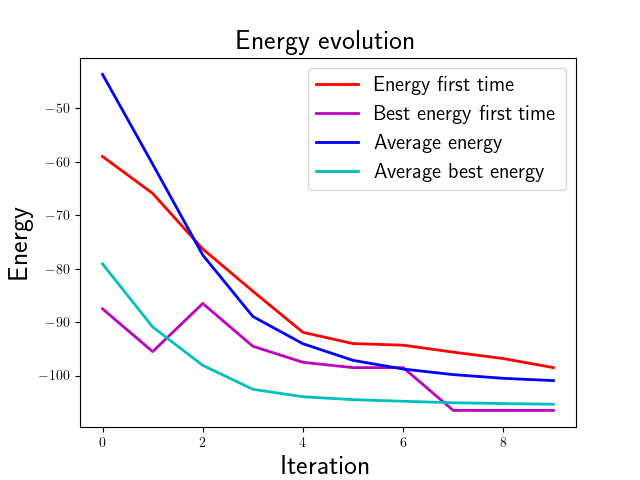 Energy evolution
Energy first time
Best energy first time
Average energy
Average best energy
−50
−60
−70
−80
−90
−100
Energy
0 2 4 6 8
Iteration